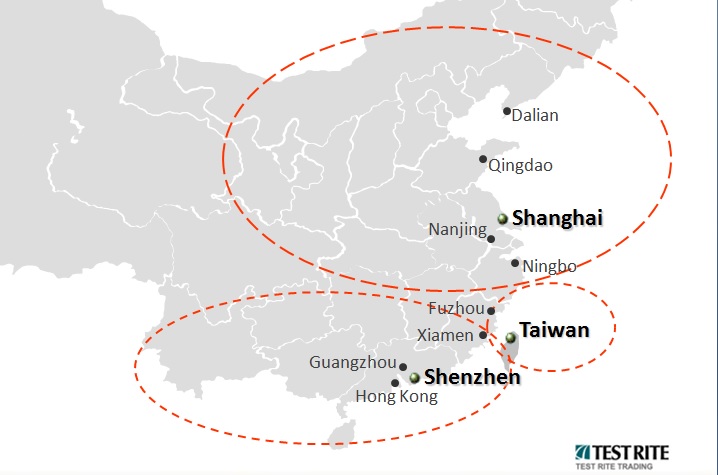 Dalian
Qingdao
Shanghai
Nanjing
Ningbo
Fuzhou
Taiwan
Xiamen
Guangzhou
Shenzhen
Hong Kong
TEST RITE
TEST RITE TRADING